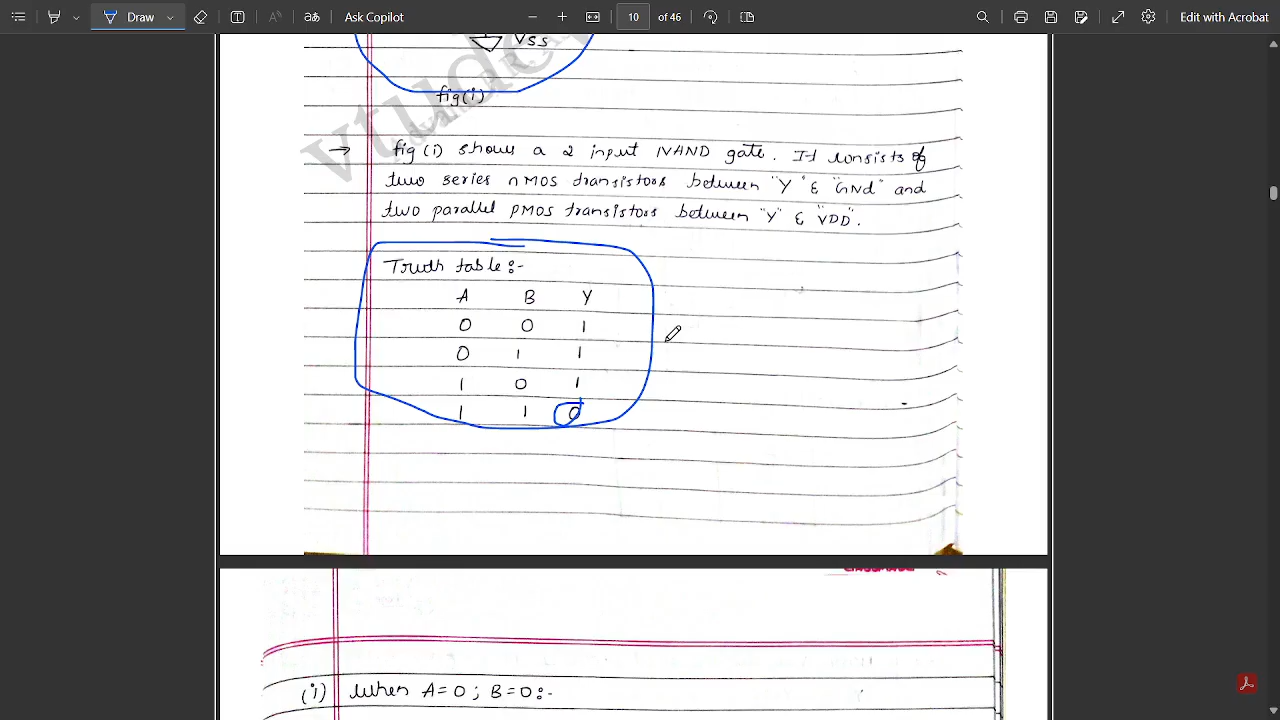 Draw
Ask Copilot
10 of 46
Edit with Acrobat
VSS
fig(i)
→ fig (i) shows a 2 input NAND gate. It consists of
two series nMOS transistors between "Y" & "GNd" and
two parallel PMOS transistors between "Y" & "VDD".
Truth table:-
A B Y
0 0 1
0 1 1
1 0 1
1 1 0
(i) When A=0; B=0:-